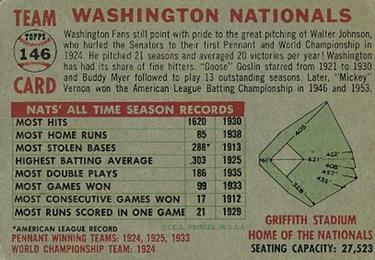 TEAM
TOPPS
146
CARD
WASHINGTON NATIONALS
Washington Fans still point with pride to the great pitching of Walter Johnson,
who hurled the Senators to their first Pennant and World Championship in
1924. He pitched 21 seasons and averaged 20 victories per year! Washington
has had its share of fine hitters. "Goose" Goslin starred from 1921 to 1930
and Buddy Myer followed to play 13 outstanding seasons. Later, "Mickey"
Vernon won the American League Batting Championship in 1946 and 1953.
NATS' ALL TIME SEASON RECORDS
MOST HITS 1620 1930
MOST HOME RUNS 85 1938
MOST STOLEN BASES 288* 1913
HIGHEST BATTING AVERAGE .303 1925
MOST DOUBLE PLAYS 186 1935
MOST GAMES WON 99 1933
MOST CONSECUTIVE GAMES WON 17 1912
MOST RUNS SCORED IN ONE GAME 21 1929
*AMERICAN LEAGUE RECORD
© T.C.G. PRINTED IN U.S.A.
PENNANT WINNING TEAMS: 1924, 1925, 1933
WORLD CHAMPIONSHIP TEAM: 1924
421'
408'
457'
GRIFFITH STADIUM
HOME OF THE NATIONALS
SEATING CAPACITY: 27,523